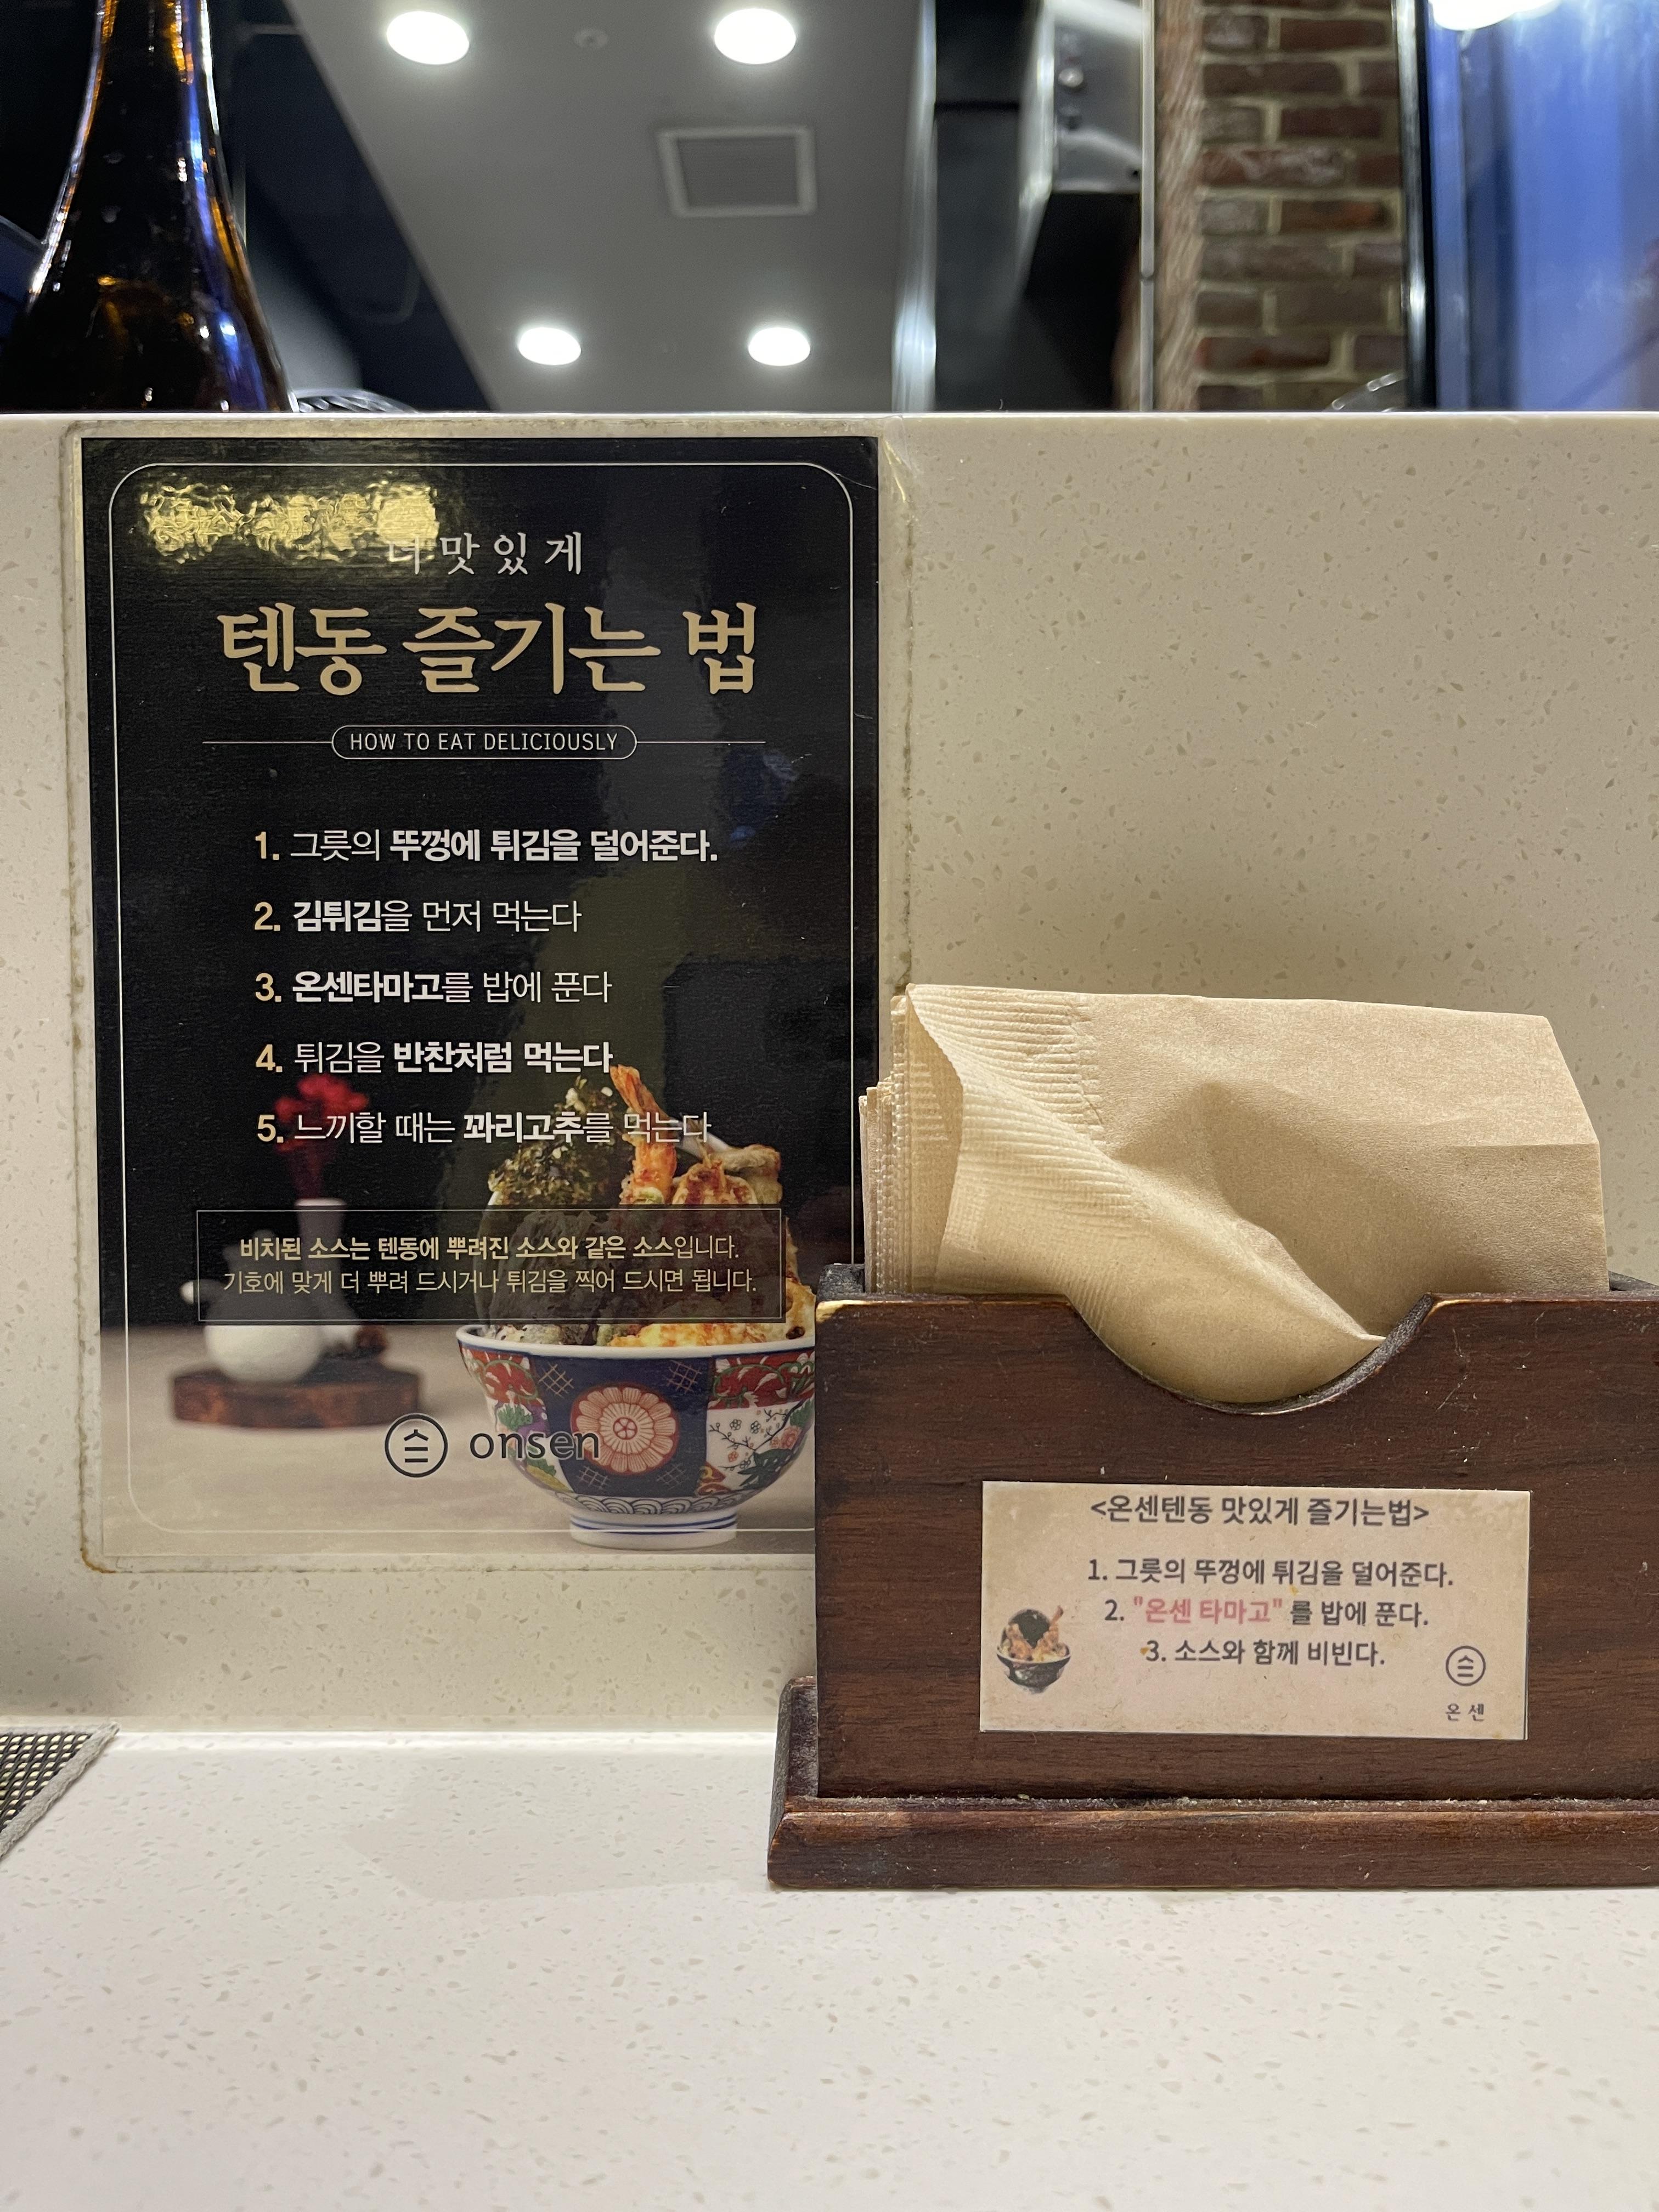 더 맛있게
텐동 즐기는 법
HOW TO EAT DELICIOUSLY
1. 그릇의 뚜껑에 튀김을 덜어준다.
2. 김튀김을 먼저 먹는다
3. 온센타마고를 밥에 푼다
4. 튀김을 반찬처럼 먹는다
5. 느끼할 때는 꽈리고추를 먹는다
비치된 소스는 텐동에 뿌려진 소스와 같은 소스입니다.
기호에 맞게 더 뿌려 드시거나 튀김을 찍어 드시면 됩니다.
onsen
<온센텐동 맛있게 즐기는법>
1. 그릇의 뚜껑에 튀김을 덜어준다.
2. "온센 타마고" 를 밥에 푼다.
3. 소스와 함께 비빈다.
온센